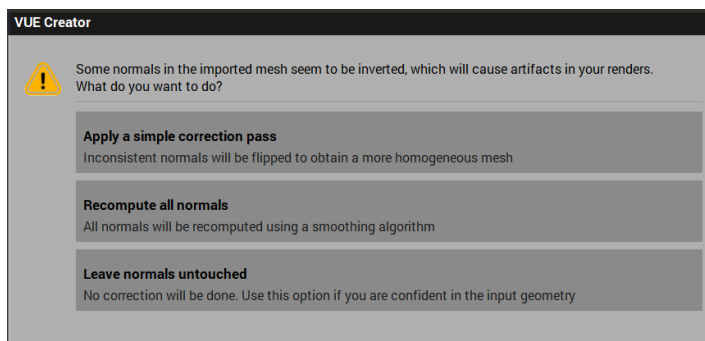 VUE Creator
Some normals in the imported mesh seem to be inverted, which will cause artifacts in your renders.
What do you want to do?
Apply a simple correction pass
Inconsistent normals will be flipped to obtain a more homogeneous mesh
Recompute all normals
All normals will be recomputed using a smoothing algorithm
Leave normals untouched
No correction will be done. Use this option if you are confident in the input geometry